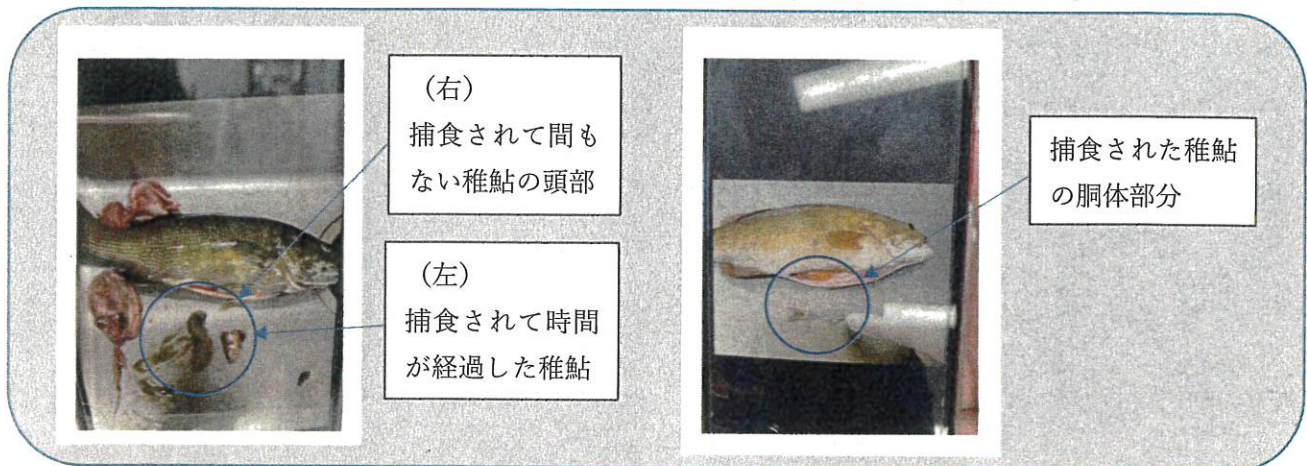 （右）
捕食されて間も
ない稚鮎の頭部
（左）
捕食されて時間
が経過した稚鮎
捕食された稚鮎
の胴体部分